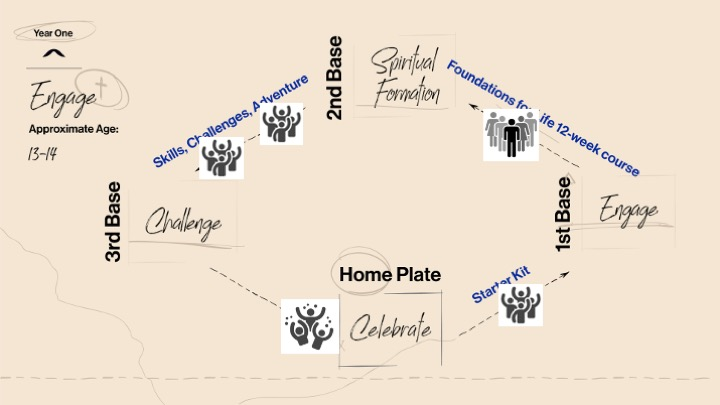 Year One
Engage
Approximate Age:
13-14
2nd Base
Spiritual
Formation
Foundations for Life 12-week course
Skills, Challenges, Adventure
3rd Base
Challenge
1st Base
Engage
Home Plate
Celebrate
Starter Kit